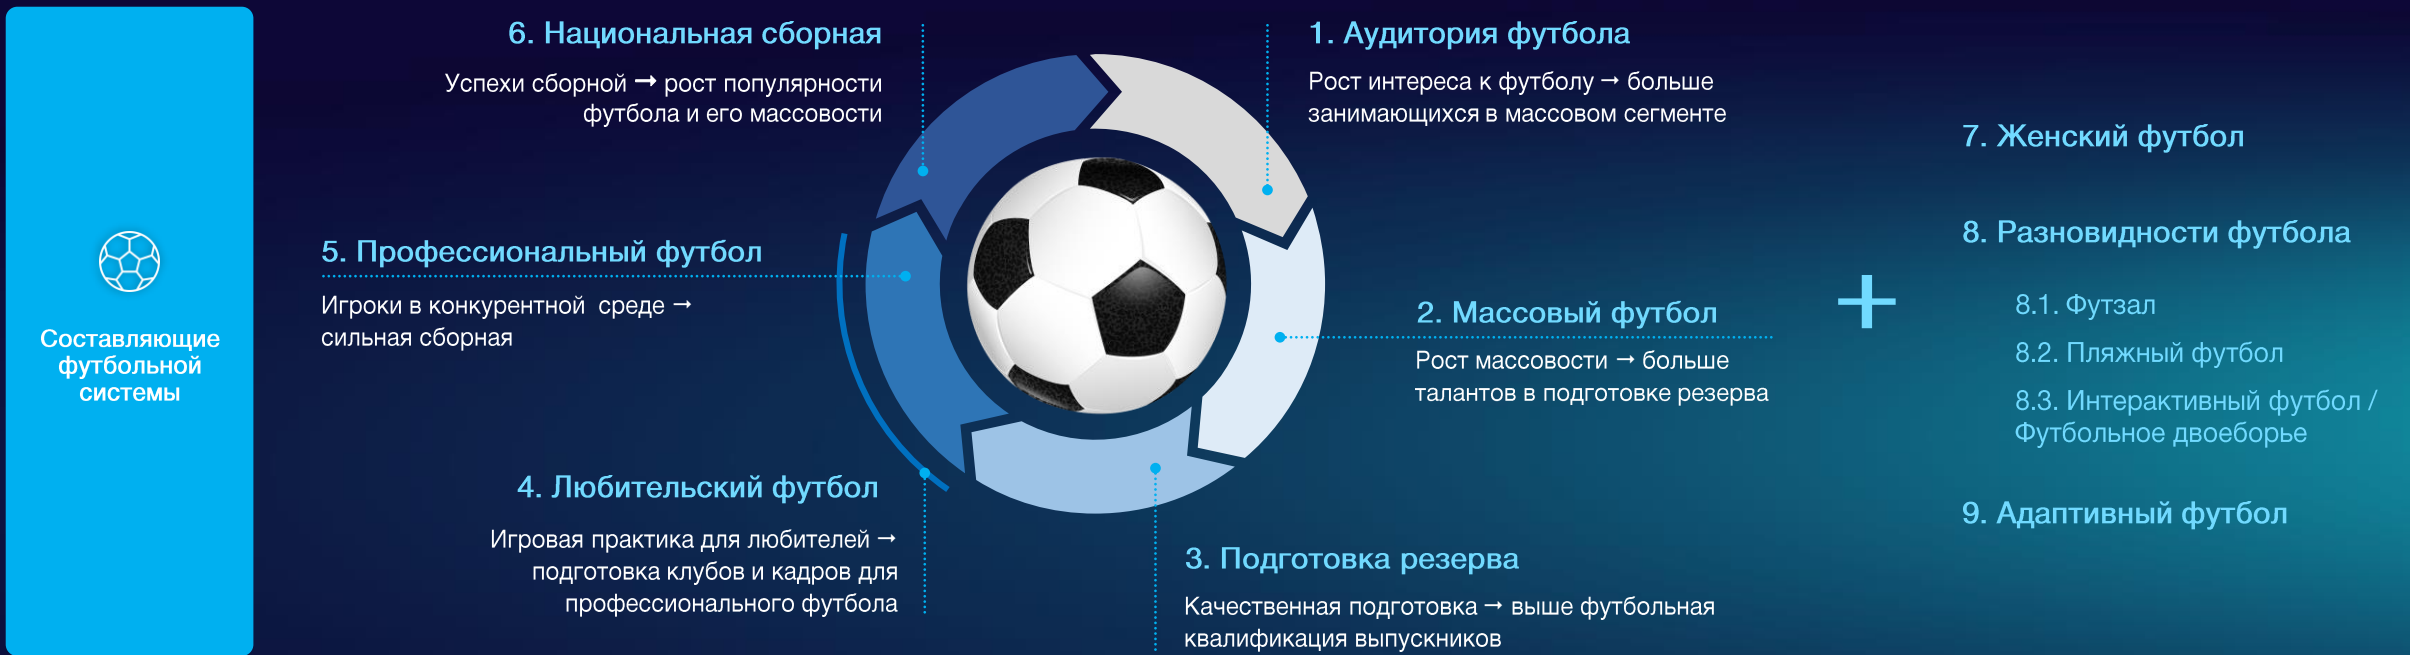 Составляющие
футбольной
системы
6. Национальная сборная
Успехи сборной → рост популярности
футбола и его массовости
1. Аудитория футбола
Рост интереса к футболу → больше
занимающихся в массовом сегменте
5. Профессиональный футбол
Игроки в конкурентной среде →
сильная сборная
2. Массовый футбол
Рост массовости → больше
талантов в подготовке резерва
4. Любительский футбол
Игровая практика для любителей →
подготовка клубов и кадров для
профессионального футбола
3. Подготовка резерва
Качественная подготовка → выше футбольная
квалификация выпускников
+
7. Женский футбол
8. Разновидности футбола
8.1. Футзал
8.2. Пляжный футбол
8.3. Интерактивный футбол /
Футбольное двоеборье
9. Адаптивный футбол